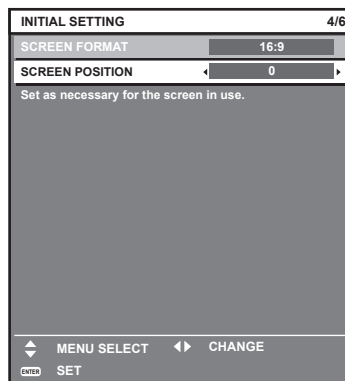 INITIAL SETTING 4/6
SCREEN FORMAT 16:9
SCREEN POSITION 0
Set as necessary for the screen in use.
MENU SELECT CHANGE
ENTER SET